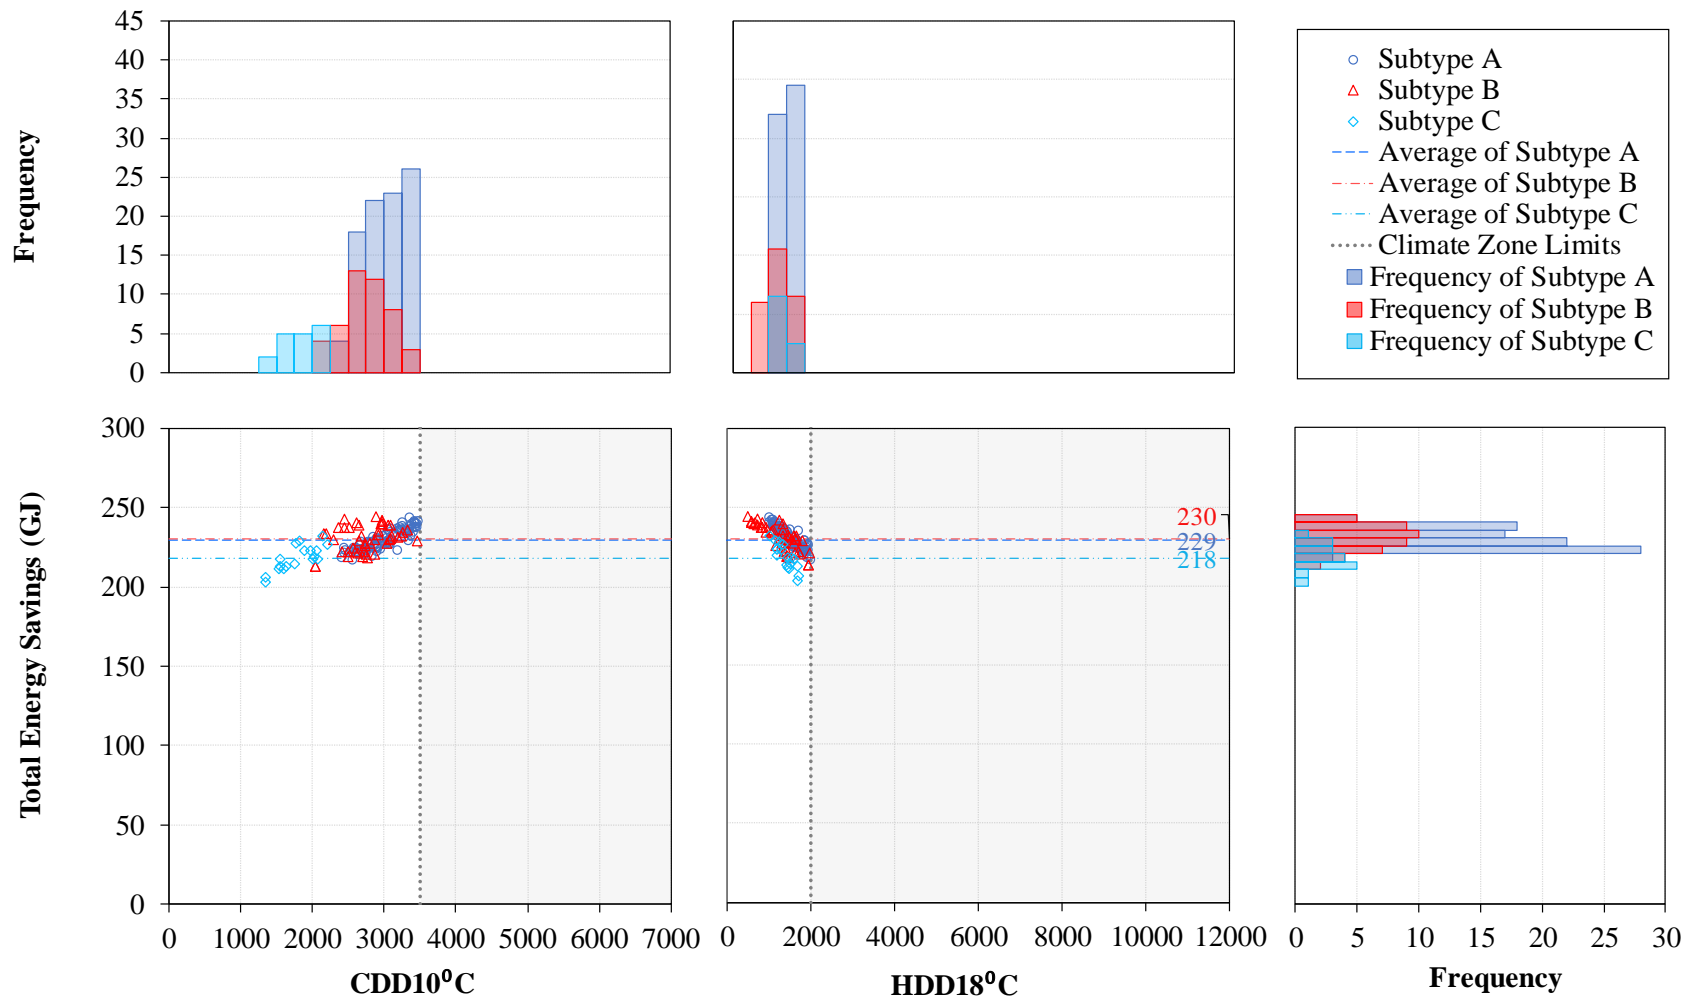 Frequency
45
40
35
30
25
20
15
10
5
0
Subtype A
Subtype B
Subtype C
Average of Subtype A
Average of Subtype B
Average of Subtype C
Climate Zone Limits
Frequency of Subtype A
Frequency of Subtype B
Frequency of Subtype C
Total Energy Savings (GJ)
300
250
200
150
100
50
0
0 1000 2000 3000 4000 5000 6000 7000
CDD10⁰C
230
229
218
0 2000 4000 6000 8000 10000 12000
HDD18⁰C
0 5 10 15 20 25 30
Frequency